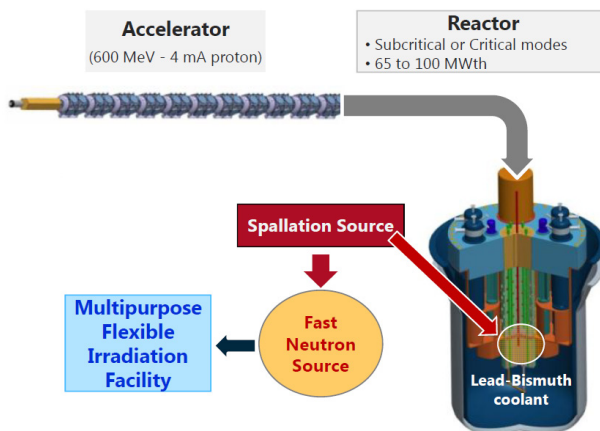 Accelerator
(600 MeV - 4 mA proton)
Reactor
• Subcritical or Critical modes
• 65 to 100 MWth
Spallation Source
Fast
Neutron
Source
Multipurpose
Flexible
Irradiation
Facility
Lead-Bismuth
coolant